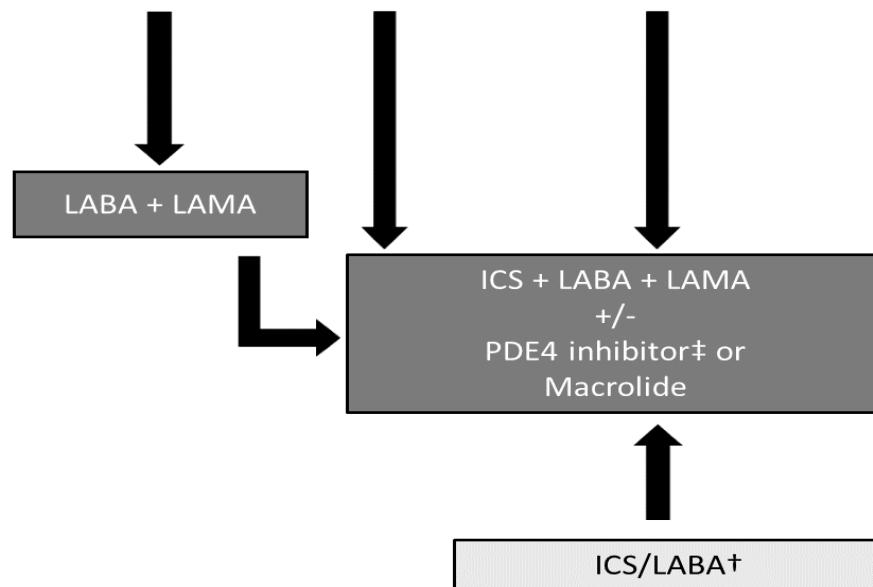 LABA + LAMA
ICS + LABA + LAMA
+/-
PDE4 inhibitor‡ or
Macrolide
ICS/LABA†